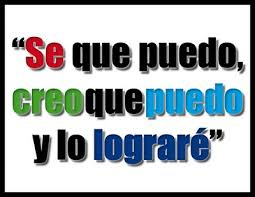 “Se que puedo,
creoquepuedo
y lo lograré”